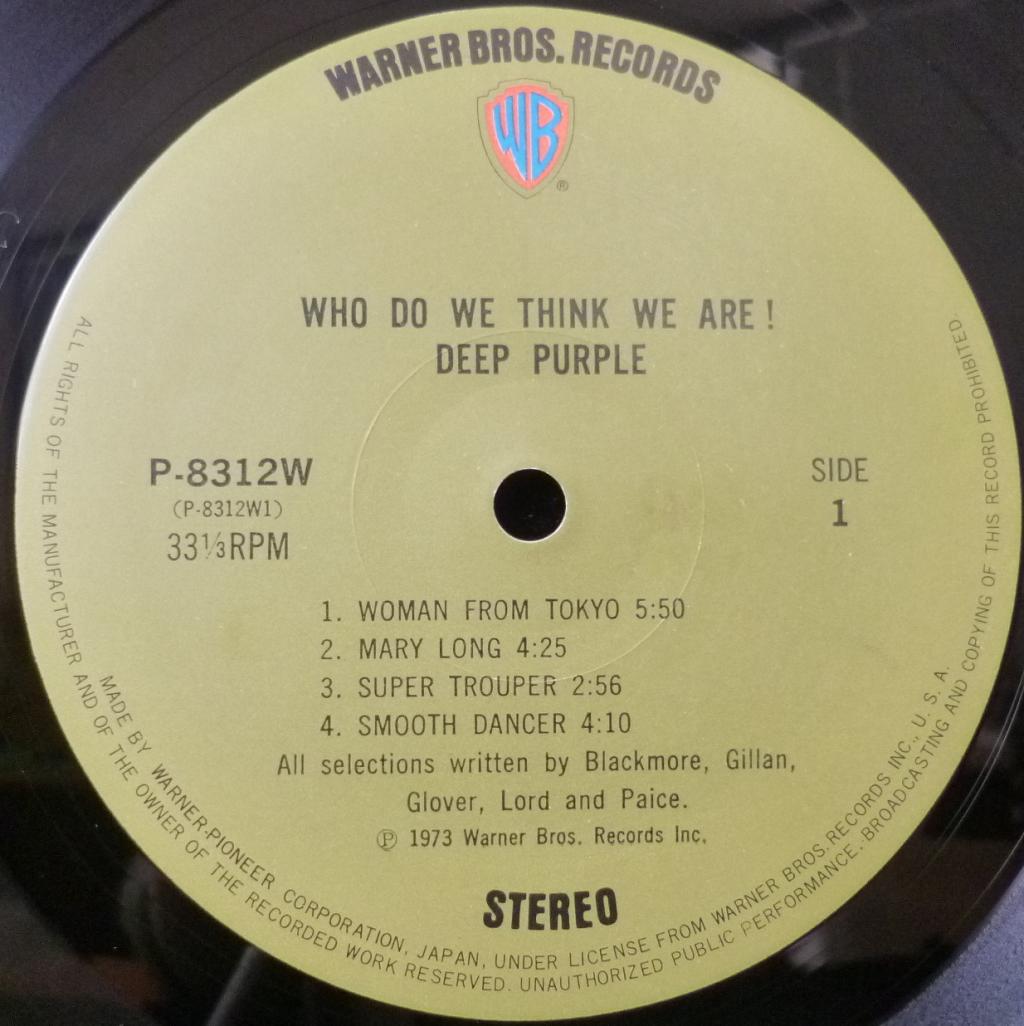 WARNER BROS. RECORDS
WB
®
WHO DO WE THINK WE ARE!
DEEP PURPLE
P-8312W
(P-8312W1)
33⅓RPM
SIDE
1
1. WOMAN FROM TOKYO 5:50
2. MARY LONG 4:25
3. SUPER TROUPER 2:56
4. SMOOTH DANCER 4:10
All selections written by Blackmore, Gillan,
Glover, Lord and Paice.
Ⓟ 1973 Warner Bros. Records Inc.
STEREO
MADE BY WARNER-PIONEER CORPORATION, JAPAN, UNDER LICENSE FROM WARNER BROS. RECORDS INC., U. S. A.
ALL RIGHTS OF THE MANUFACTURER AND OF THE OWNER OF THE RECORDED WORK RESERVED. UNAUTHORIZED PUBLIC PERFORMANCE. BROADCASTING AND COPYING OF THIS RECORD PROHIBITED.